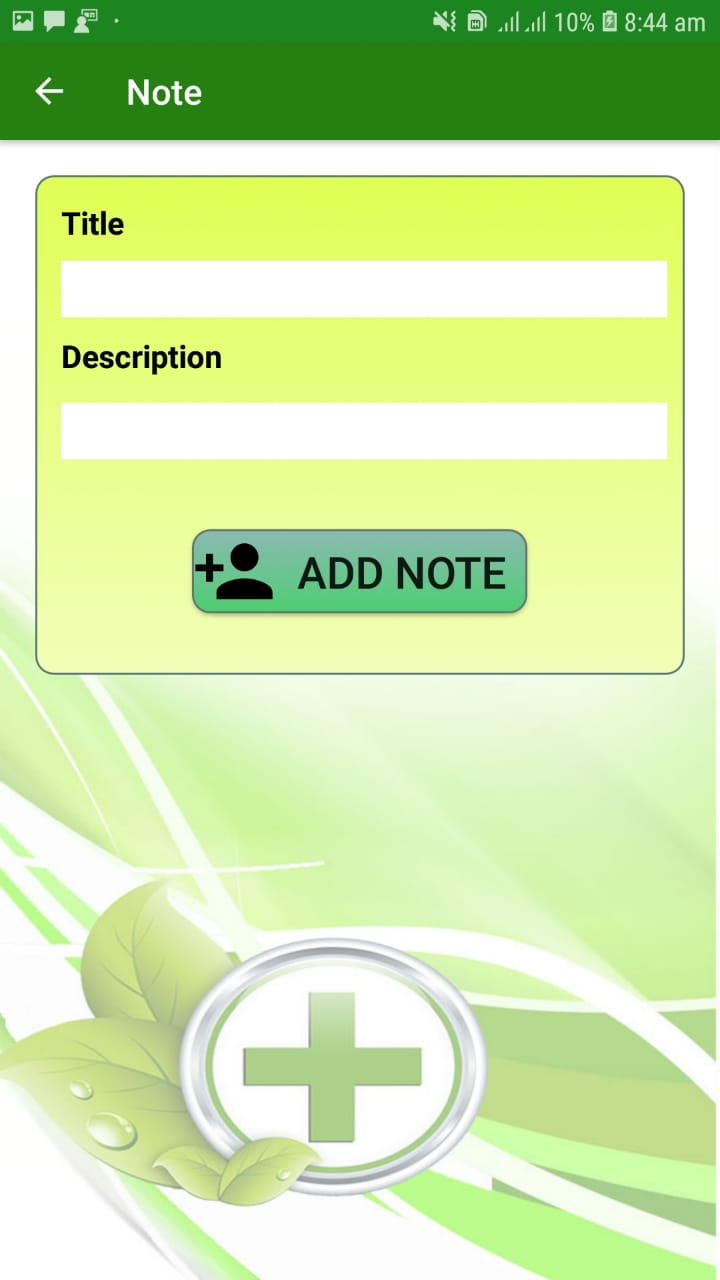 10% 8:44 am
Note
Title
Description
ADD NOTE